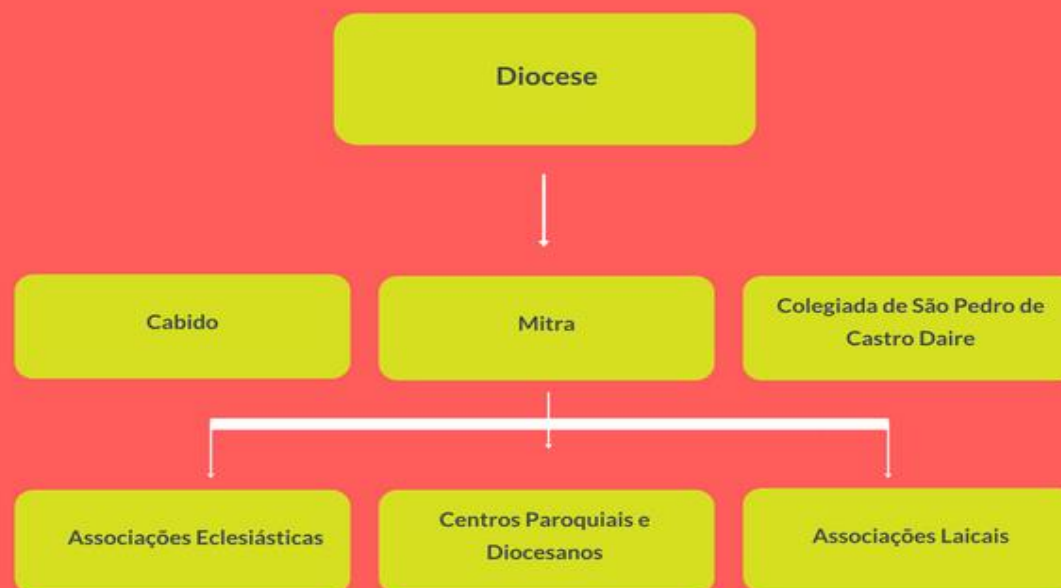 Diocese
Cabido
Mitra
Colegiada de São Pedro de
Castro Daire
Associações Eclesiásticas
Centros Paroquiais e
Diocesanos
Associações Laicais